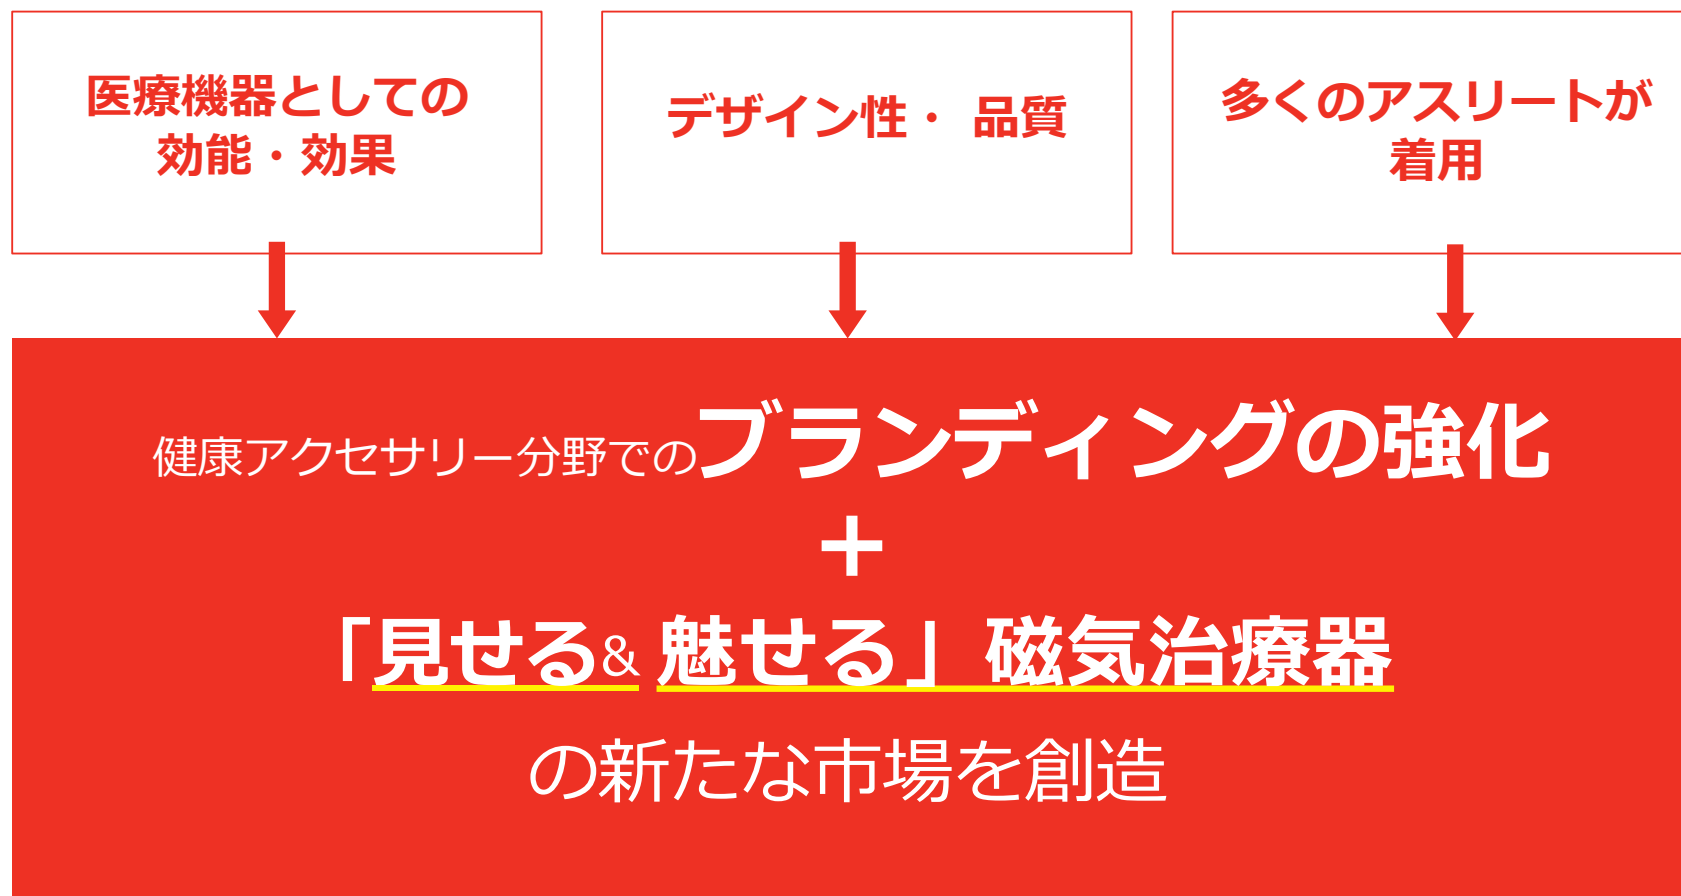 医療機器としての
効能・効果
デザイン性・ 品質
多くのアスリートが
着用
健康アクセサリー分野でのブランディングの強化
+
「見せる& 魅せる」磁気治療器
の新たな市場を創造